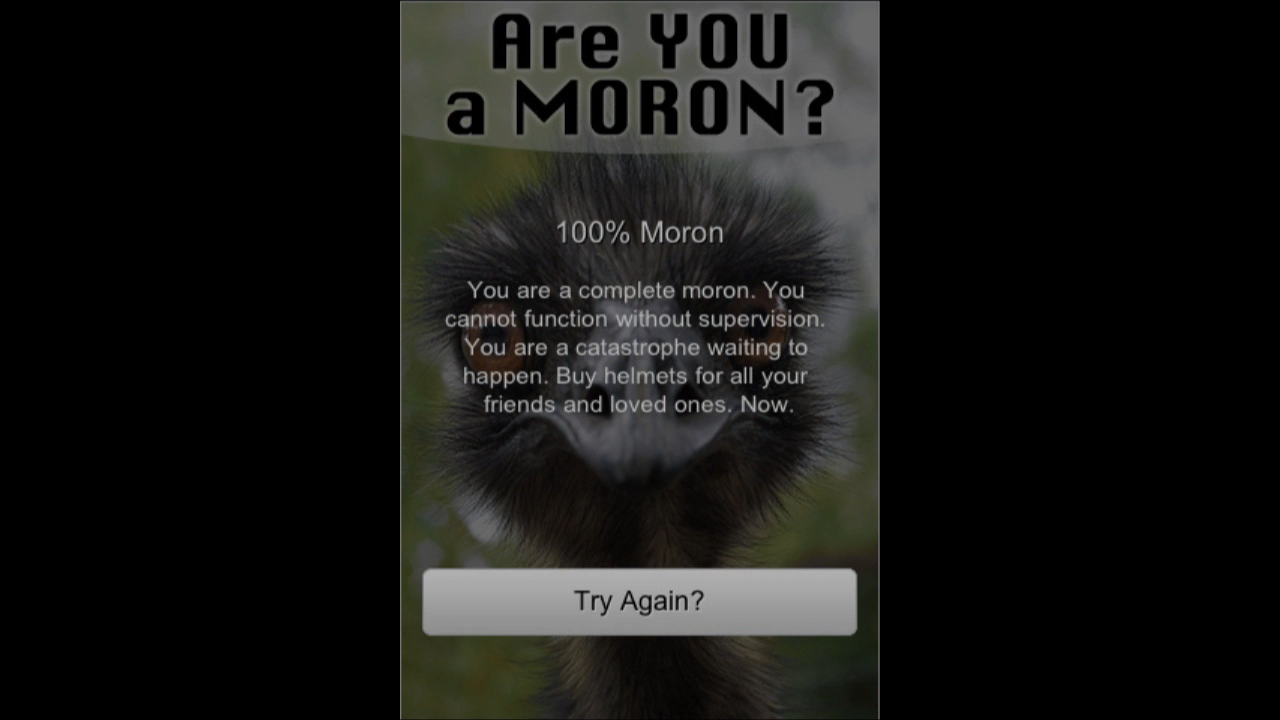 Are YOU
a MORON?
100% Moron
You are a complete moron. You
cannot function without supervision.
You are a catastrophe waiting to
happen. Buy helmets for all your
friends and loved ones. Now.
Try Again?